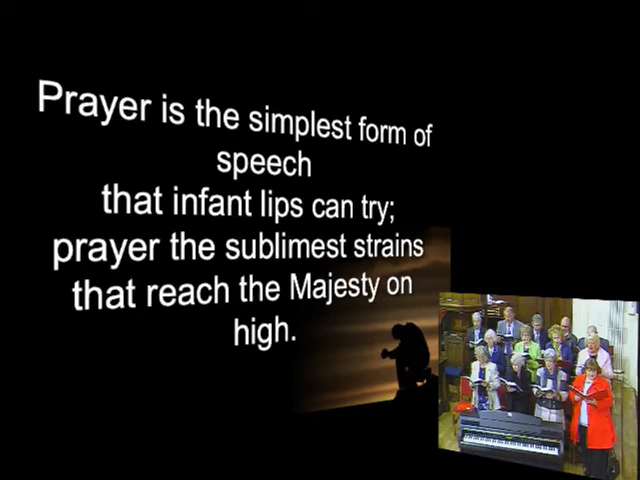 Prayer is the simplest form of
speech
that infant lips can try;
prayer the sublimest strains
that reach the Majesty on
high.